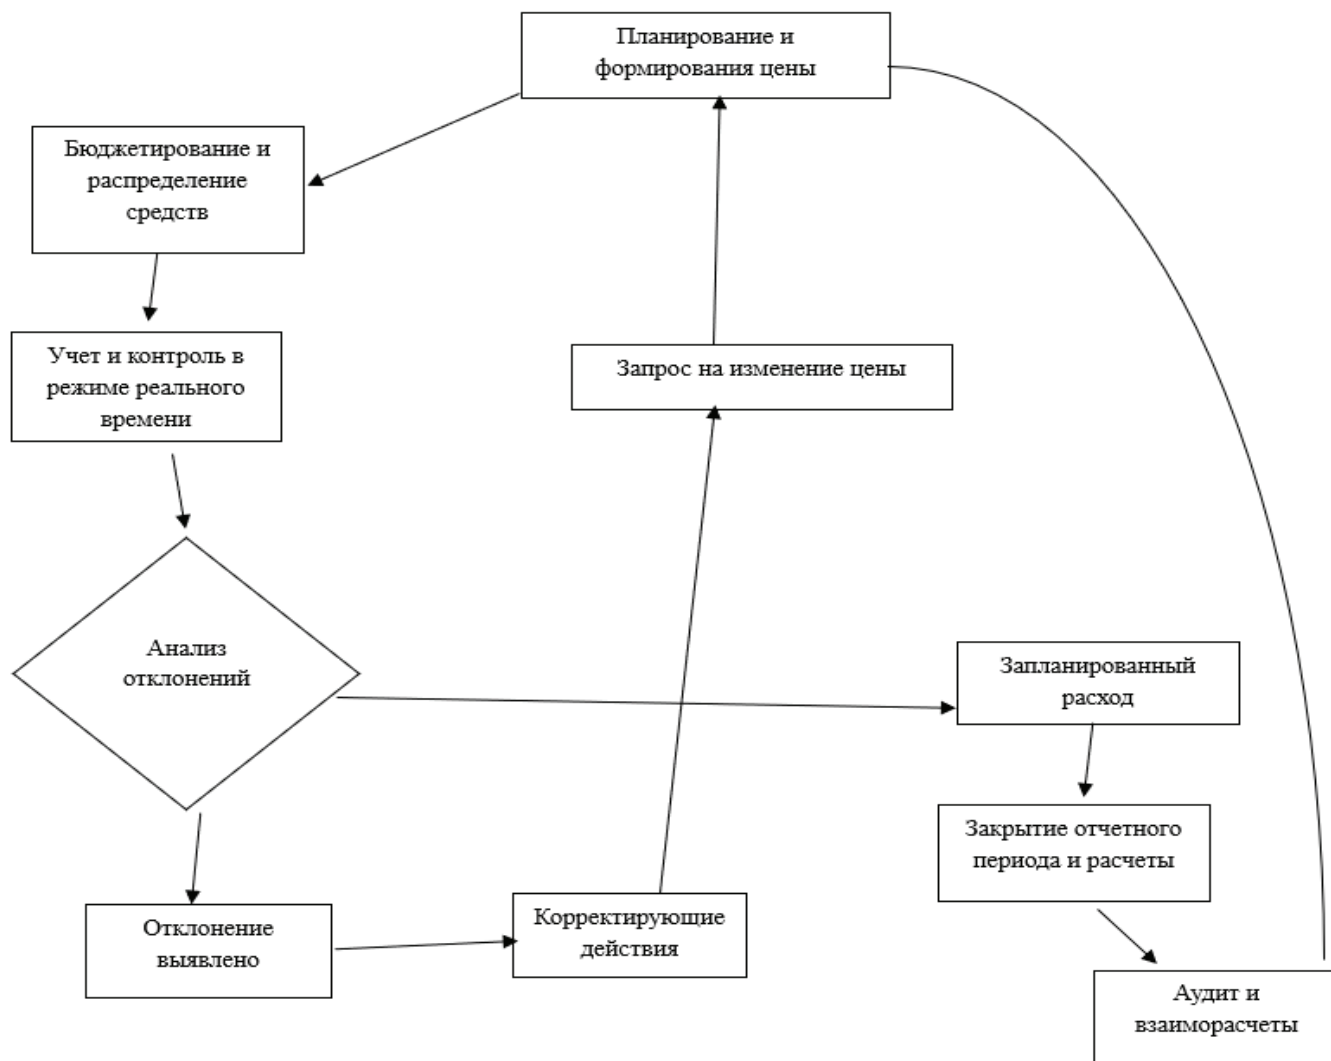 Планирование и
формирования цены
Бюджетирование и
распределение
средств
Учет и контроль в
режиме реального
времени
Запрос на изменение цены
Анализ
отклонений
Запланированный
расход
Закрытие отчетного
периода и расчеты
Отклонение
выявлено
Корректирующие
действия
Аудит и
взаиморасчеты